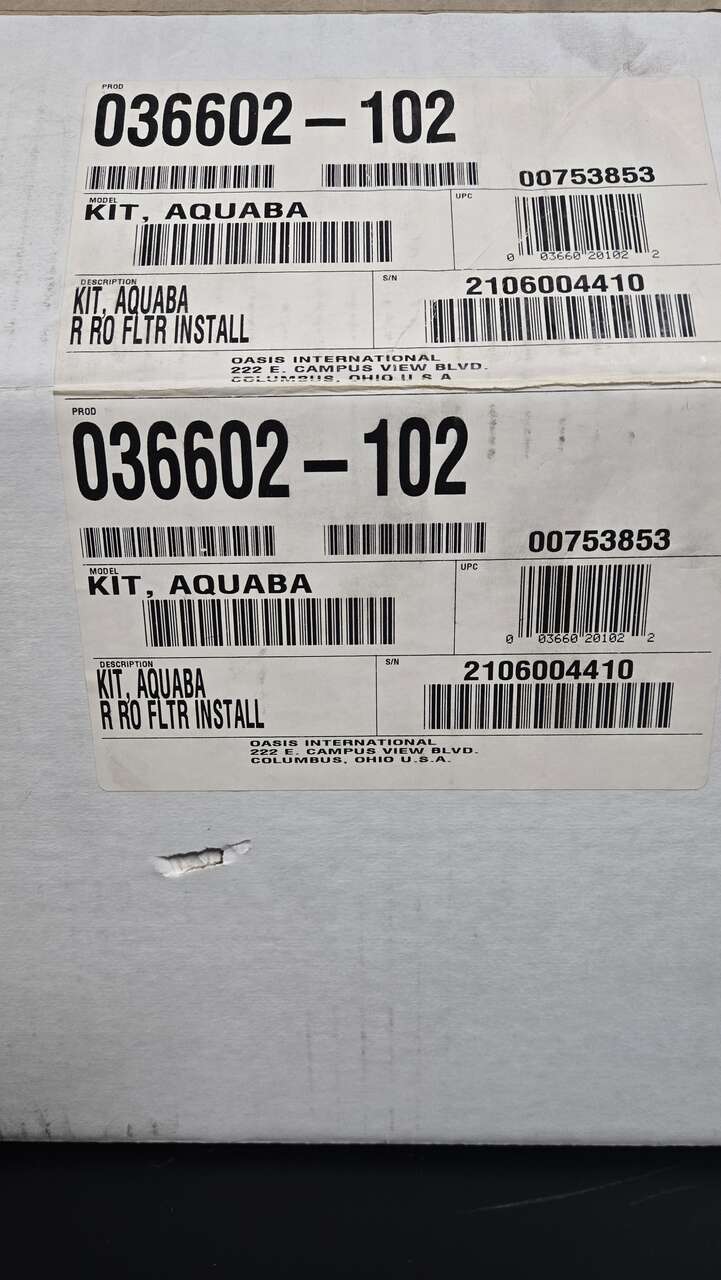 PROD
036602-102
00753853
MODEL
KIT, AQUABA
UPC
0 03660 20102 2
DESCRIPTION
KIT, AQUABA
R RO FLTR INSTALL
S/N
2106004410
OASIS INTERNATIONAL
222 E. CAMPUS VIEW BLVD.
COLUMBUS, OHIO U.S.A.
PROD
036602-102
00753853
MODEL
KIT, AQUABA
UPC
0 03660 20102 2
DESCRIPTION
KIT, AQUABA
R RO FLTR INSTALL
S/N
2106004410
OASIS INTERNATIONAL
222 E. CAMPUS VIEW BLVD.
COLUMBUS, OHIO U.S.A.